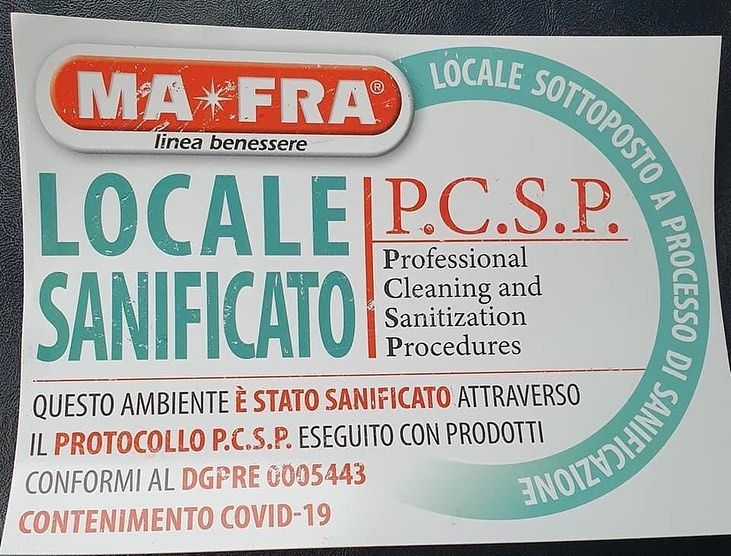 MA*FRA®
linea benessere
LOCALE SOTTOPOSTO A PROCESSO DI SANIFICAZIONE
LOCALE
SANIFICATO
P.C.S.P.
Professional
Cleaning and
Sanitization
Procedures
QUESTO AMBIENTE È STATO SANIFICATO ATTRAVERSO
IL PROTOCOLLO P.C.S.P. ESEGUITO CON PRODOTTI
CONFORMI AL DGPRE 0005443
CONTENIMENTO COVID-19